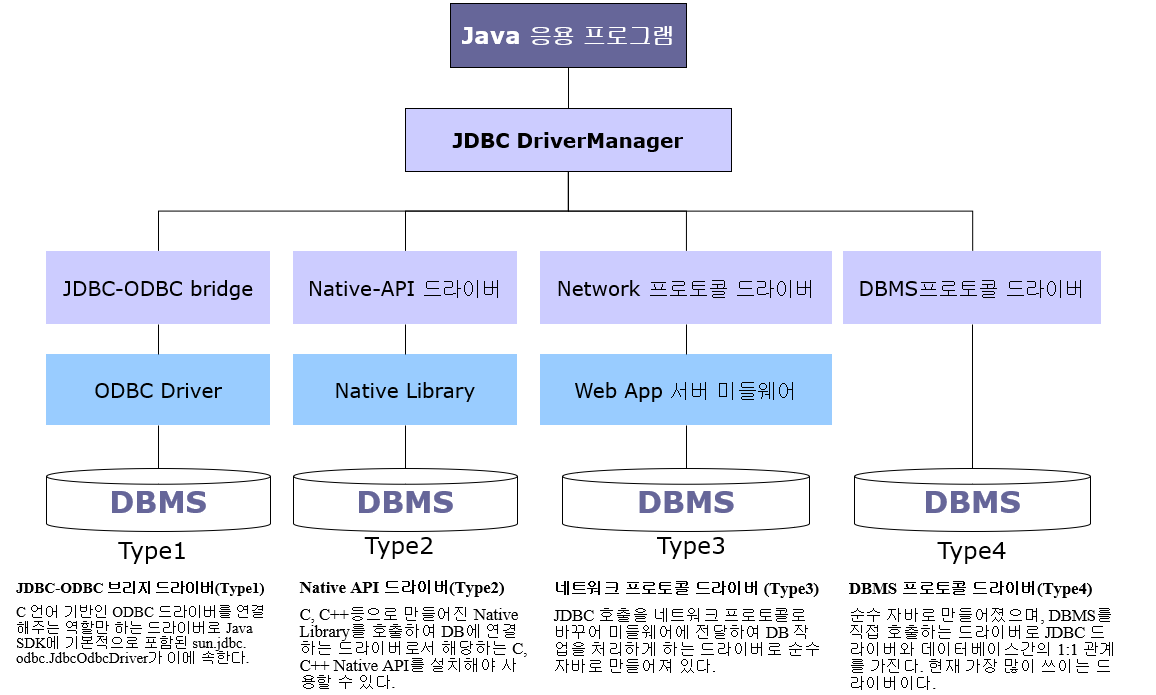 Java 응용 프로그램
JDBC DriverManager
JDBC-ODBC bridge
Native-API 드라이버
Network 프로토콜 드라이버
DBMS프로토콜 드라이버
ODBC Driver
Native Library
Web App 서버 미들웨어
DBMS
DBMS
DBMS
DBMS
Type1
Type2
Type3
Type4
JDBC-ODBC 브리지 드라이버(Type1)
C 언어 기반인 ODBC 드라이버를 연결
해주는 역할만 하는 드라이버로 Java
SDK에 기본적으로 포함된 sun.jdbc.
odbc.JdbcOdbcDriver가 이에 속한다.
Native API 드라이버(Type2)
C, C++등으로 만들어진 Native
Library를 호출하여 DB에 연결
하는 드라이버로서 해당하는 C,
C++ Native API를 설치해야 사
용할 수 있다.
네트워크 프로토콜 드라이버 (Type3)
JDBC 호출을 네트워크 프로토콜로
바꾸어 미들웨어에 전달하여 DB 작
업을 처리하게 하는 드라이버로 순수
자바로 만들어져 있다.
DBMS 프로토콜 드라이버(Type4)
순수 자바로 만들어졌으며, DBMS를
직접 호출하는 드라이버로 JDBC 드
라이버와 데이터베이스간의 1:1 관계
를 가진다. 현재 가장 많이 쓰이는 드
라이버이다.